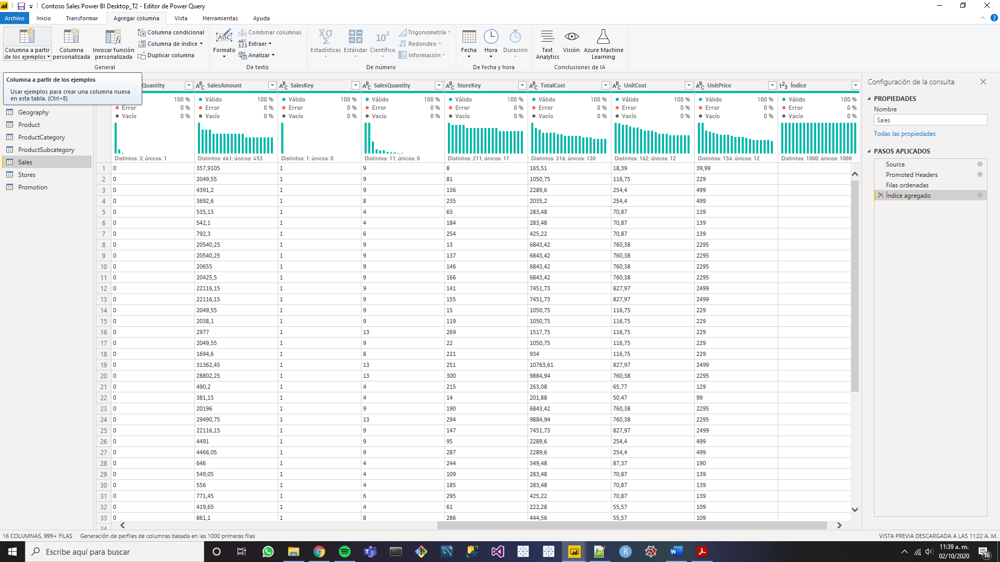 Contoso Sales Power BI Desktop_T2 - Editor de Power Query
Archivo Inicio Transformar Agregar columna Vista Herramientas Ayuda
Columna a partir de los ejemplos
Columna personalizada
Invocar función personalizada
Columna condicional
Columna de índice
Duplicar columna
General
Formato
Combinar columnas
Extraer
Analizar
De texto
Estadísticas
Estándar
Científico
Trigonometría
Redondeo
Información
De número
Fecha
Hora
Duración
De fecha y hora
Text Analytics
Visión
Azure Machine Learning
Conclusiones de IA
Columna a partir de los ejemplos
Usar ejemplos para crear una columna nueva
en esta tabla. (Ctrl+E)
Geography
Product
ProductCategory
ProductSubcategory
Sales
Stores
Promotion
Quantity SalesAmount SalesKey SalesQuantity StoreKey TotalCost UnitCost UnitPrice Índice
100 % Válido 100 % Válido 100 % Válido 100 % Válido 100 % Válido 100 % Válido 100 % Válido 100 % Válido 100 %
Error 0 % Error 0 % Error 0 % Error 0 % Error 0 % Error 0 % Error 0 % Error 0 % Error 0 %
Vacío 0 % Vacío 0 % Vacío 0 % Vacío 0 % Vacío 0 % Vacío 0 % Vacío 0 % Vacío 0 % Vacío 0 %
Distintos: 3; únicos: 1 Distintos: 661; únicos: 453 Distintos: 1; únicos: 0 Distintos: 11; únicos: 0 Distintos: 211; únicos: 11 Distintos: 316; únicos: 130 Distintos: 162; únicos: 12 Distintos: 154; únicos: 12 Distintos: 1000; únicos: 1000
1 0 357,9105 1 9 8 165,51 18,39 39,99
2 0 2049,55 1 9 81 1050,75 116,75 229
3 0 4391,2 1 9 136 2289,6 254,4 499
4 0 3692,6 1 8 235 2035,2 254,4 499
5 0 535,15 1 4 63 283,48 70,87 139
6 0 542,1 1 4 184 283,48 70,87 139
7 0 792,3 1 6 254 425,22 70,87 139
8 0 20540,25 1 9 13 6843,42 760,38 2295
9 0 20540,25 1 9 137 6843,42 760,38 2295
10 0 20655 1 9 146 6843,42 760,38 2295
11 0 20425,5 1 9 166 6843,42 760,38 2295
12 0 22116,15 1 9 141 7451,73 827,97 2499
13 0 22116,15 1 9 155 7451,73 827,97 2499
14 0 2049,55 1 9 15 1050,75 116,75 229
15 0 2038,1 1 9 119 1050,75 116,75 229
16 0 2977 1 13 269 1517,75 116,75 229
17 0 2049,55 1 9 22 1050,75 116,75 229
18 0 1694,6 1 8 221 934 116,75 229
19 0 31362,45 1 13 251 10763,61 827,97 2499
20 0 28802,25 1 13 300 9884,94 760,38 2295
21 0 490,2 1 4 215 263,08 65,77 129
22 0 381,15 1 4 14 201,88 50,47 99
23 0 20196 1 9 190 6843,42 760,38 2295
24 0 29490,75 1 13 294 9884,94 760,38 2295
25 0 22116,15 1 9 147 7451,73 827,97 2499
26 0 4491 1 9 95 2289,6 254,4 499
27 0 4466,05 1 9 287 2289,6 254,4 499
28 0 646 1 4 244 349,48 87,37 190
29 0 549,05 1 4 109 283,48 70,87 139
30 0 556 1 4 185 283,48 70,87 139
31 0 771,45 1 6 295 425,22 70,87 139
32 0 419,65 1 4 61 222,28 55,57 109
33 0 861,1 1 8 286 444,56 55,57 109
34
Configuración de la consulta
PROPIEDADES
Nombre
Sales
Todas las propiedades
PASOS APLICADOS
Source
Promoted Headers
Filas ordenadas
Índice agregado
16 COLUMNAS, 999+ FILAS Generación de perfiles de columnas basada en las 1000 primeras filas VISTA PREVIA DESCARGADA A LAS 11:22 A. M.
Escribe aquí para buscar
11:39 a. m.
02/10/2020
16